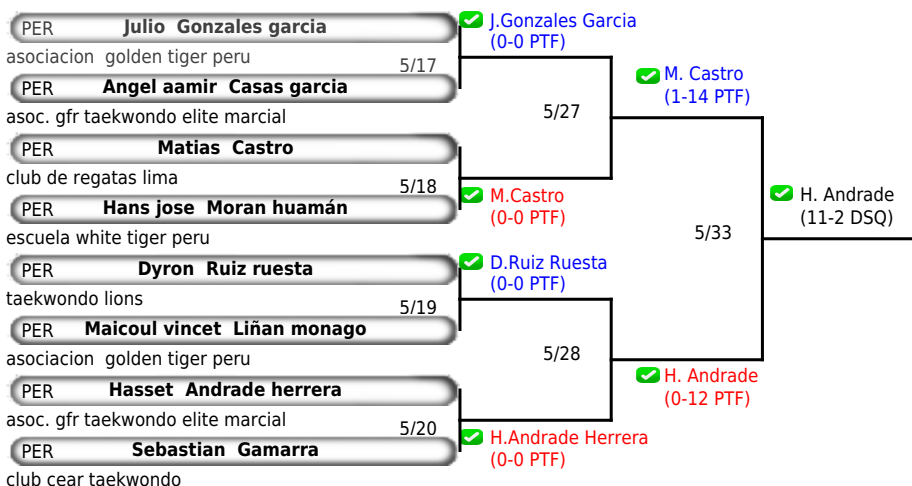 PER Julio Gonzales garcia
asociacion golden tiger peru
5/17
PER Angel aamir Casas garcia
asoc. gfr taekwondo elite marcial
J.Gonzales Garcia
(0-0 PTF)
5/27
PER Matias Castro
club de regatas lima
5/18
PER Hans jose Moran huamán
escuela white tiger peru
M.Castro
(0-0 PTF)
M. Castro
(1-14 PTF)
5/33
H. Andrade
(11-2 DSQ)
PER Dyron Ruiz ruesta
taekwondo lions
5/19
PER Maicoul vincet Liñan monago
asociacion golden tiger peru
D.Ruiz Ruesta
(0-0 PTF)
5/28
PER Hasset Andrade herrera
asoc. gfr taekwondo elite marcial
5/20
PER Sebastian Gamarra
club cear taekwondo
H.Andrade Herrera
(0-0 PTF)
H. Andrade
(0-12 PTF)